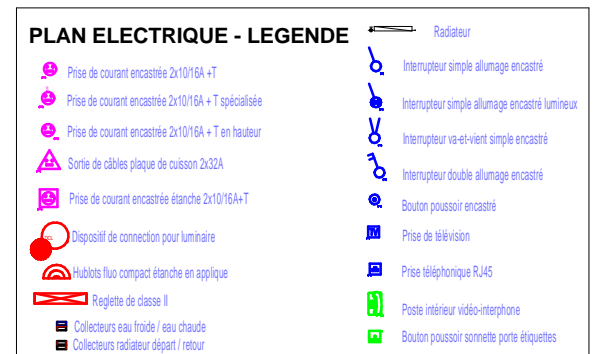 PLAN ELECTRIQUE - LEGENDE
Prise de courant encastrée 2x10/16A +T
Prise de courant encastrée 2x10/16A + T spécialisée
Prise de courant encastrée 2x10/16A + T en hauteur
Sortie de câbles plaque de cuisson 2x32A
Prise de courant encastrée étanche 2x10/16A+T
Dispositif de connection pour luminaire
Hublots fluo compact étanche en applique
Reglette de classe II
Collecteurs eau froide / eau chaude
Collecteurs radiateur départ / retour
Radiateur
Interrupteur simple allumage encastré
Interrupteur simple allumage encastré lumineux
Interrupteur va-et-vient simple encastré
Interrupteur double allumage encastré
Bouton poussoir encastré
Prise de télévision
Prise téléphonique RJ45
Poste intérieur vidéo-interphone
Bouton poussoir sonnette porte étiquettes